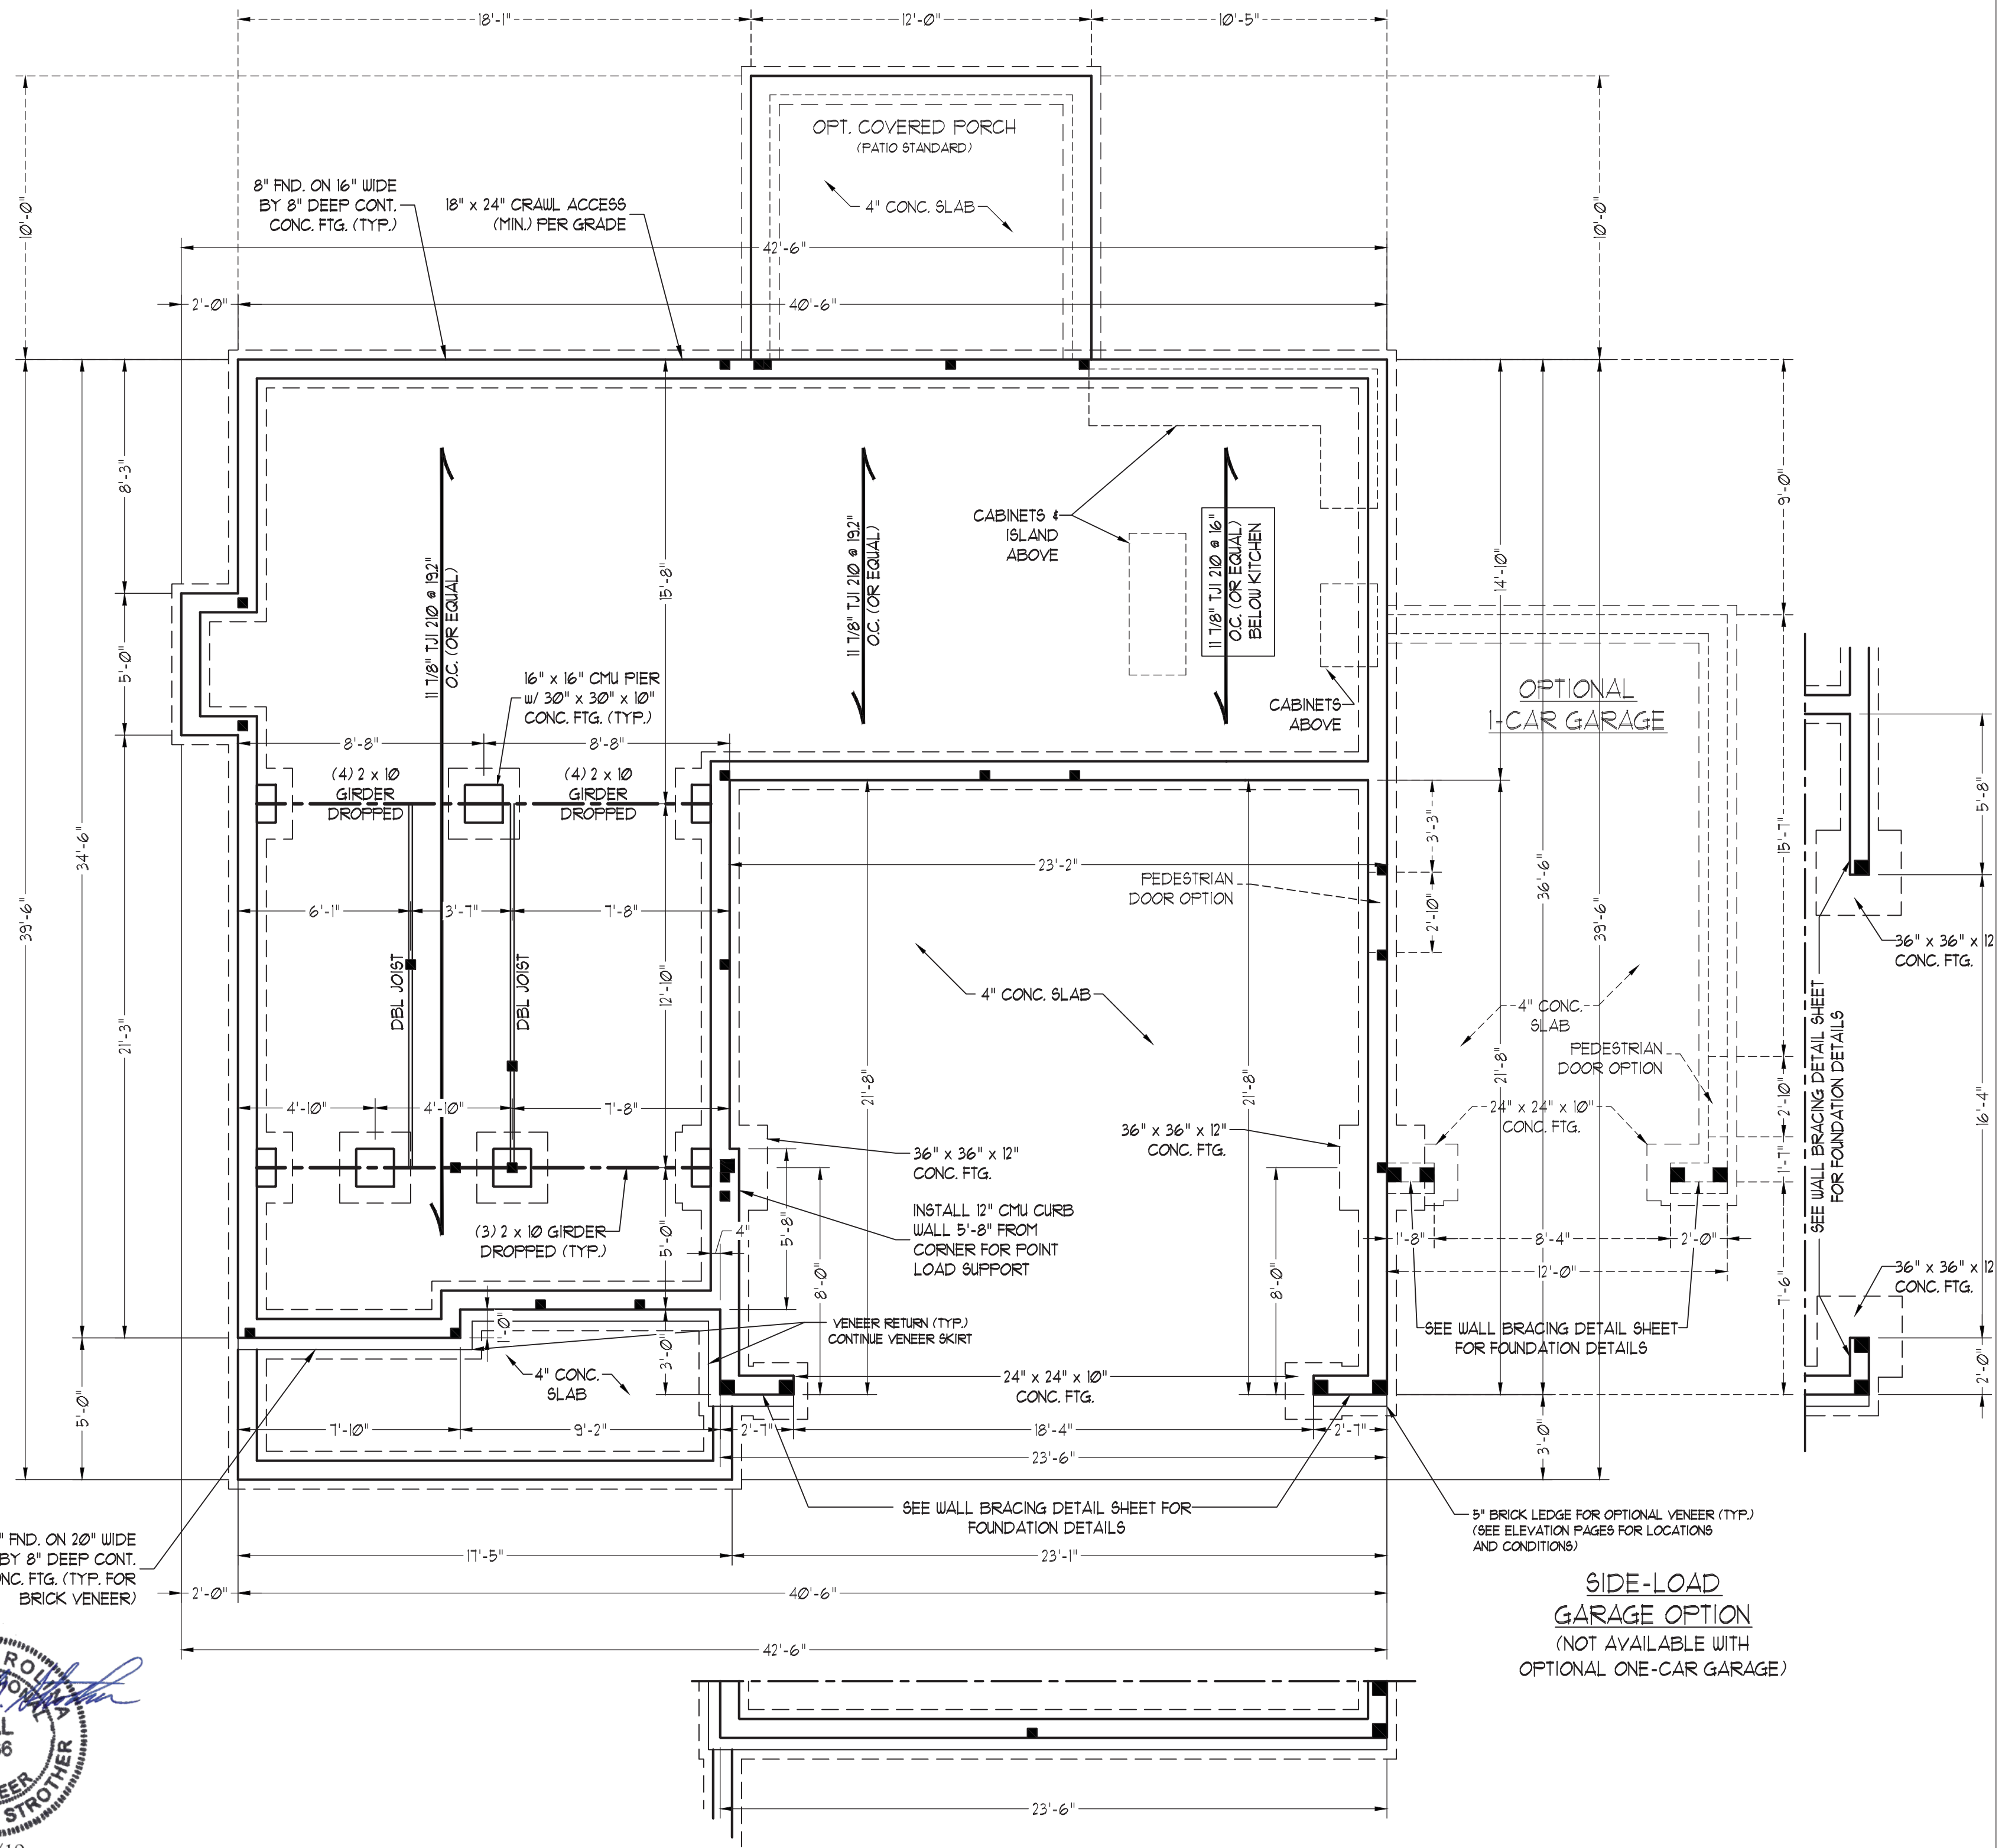 18'-1"
12'-0"
10'-5"
OPT. COVERED PORCH
(PATIO STANDARD)
4" CONC. SLAB
10'-0"
10'-0"
8" FND. ON 16" WIDE
BY 8" DEEP CONT.
CONC. FTG. (TYP.)
18" x 24" CRAWL ACCESS
(MIN.) PER GRADE
42'-6"
2'-0"
40'-6"
39'-6"
34'-6"
8'-3"
5'-0"
21'-3"
5'-0"
11 7/8" TJI 210 @ 19.2"
O.C. (OR EQUAL)
15'-8"
11 7/8" TJI 210 @ 19.2"
O.C. (OR EQUAL)
CABINETS &
ISLAND
ABOVE
11 7/8" TJI 210 @ 16"
O.C. (OR EQUAL)
BELOW KITCHEN
CABINETS
ABOVE
14'-10"
36'-6"
39'-6"
9'-0"
15'-7"
OPTIONAL
1-CAR GARAGE
16" x 16" CMU PIER
w/ 30" x 30" x 10"
CONC. FTG. (TYP.)
8'-8"
8'-8"
(4) 2 x 10
GIRDER
DROPPED
(4) 2 x 10
GIRDER
DROPPED
6'-1"
3'-7"
7'-8"
DBL JOIST
DBL JOIST
12'-10"
4'-10"
4'-10"
7'-8"
23'-2"
3'-3"
2'-10"
PEDESTRIAN
DOOR OPTION
4" CONC. SLAB
21'-8"
21'-8"
21'-8"
4" CONC.
SLAB
PEDESTRIAN
DOOR OPTION
24" x 24" x 10"
CONC. FTG.
2'-10"
1'-7"
7'-6"
36" x 36" x 12"
CONC. FTG.
36" x 36" x 12"
CONC. FTG.
INSTALL 12" CMU CURB
WALL 5'-8" FROM
CORNER FOR POINT
LOAD SUPPORT
(3) 2 x 10 GIRDER
DROPPED (TYP.)
5'-0"
4"
5'-8"
8'-0"
8'-0"
1'-8"
8'-4"
2'-0"
12'-0"
SEE WALL BRACING DETAIL SHEET
FOR FOUNDATION DETAILS
1'-0"
3'-0"
VENEER RETURN (TYP.)
CONTINUE VENEER SKIRT
4" CONC.
SLAB
24" x 24" x 10"
CONC. FTG.
7'-10"
9'-2"
2'-7"
18'-4"
2'-7"
23'-6"
3'-0"
SEE WALL BRACING DETAIL SHEET FOR
FOUNDATION DETAILS
5" BRICK LEDGE FOR OPTIONAL VENEER (TYP.)
(SEE ELEVATION PAGES FOR LOCATIONS
AND CONDITIONS)
" FND. ON 20" WIDE
BY 8" DEEP CONT.
NC. FTG. (TYP. FOR
BRICK VENEER)
17'-5"
23'-1"
2'-0"
40'-6"
42'-6"
23'-6"
SEE WALL BRACING DETAIL SHEET
FOR FOUNDATION DETAILS
5'-8"
36" x 36" x 12
CONC. FTG.
16'-4"
36" x 36" x 12
CONC. FTG.
2'-0"
SIDE-LOAD
GARAGE OPTION
(NOT AVAILABLE WITH
OPTIONAL ONE-CAR GARAGE)
STROTHER